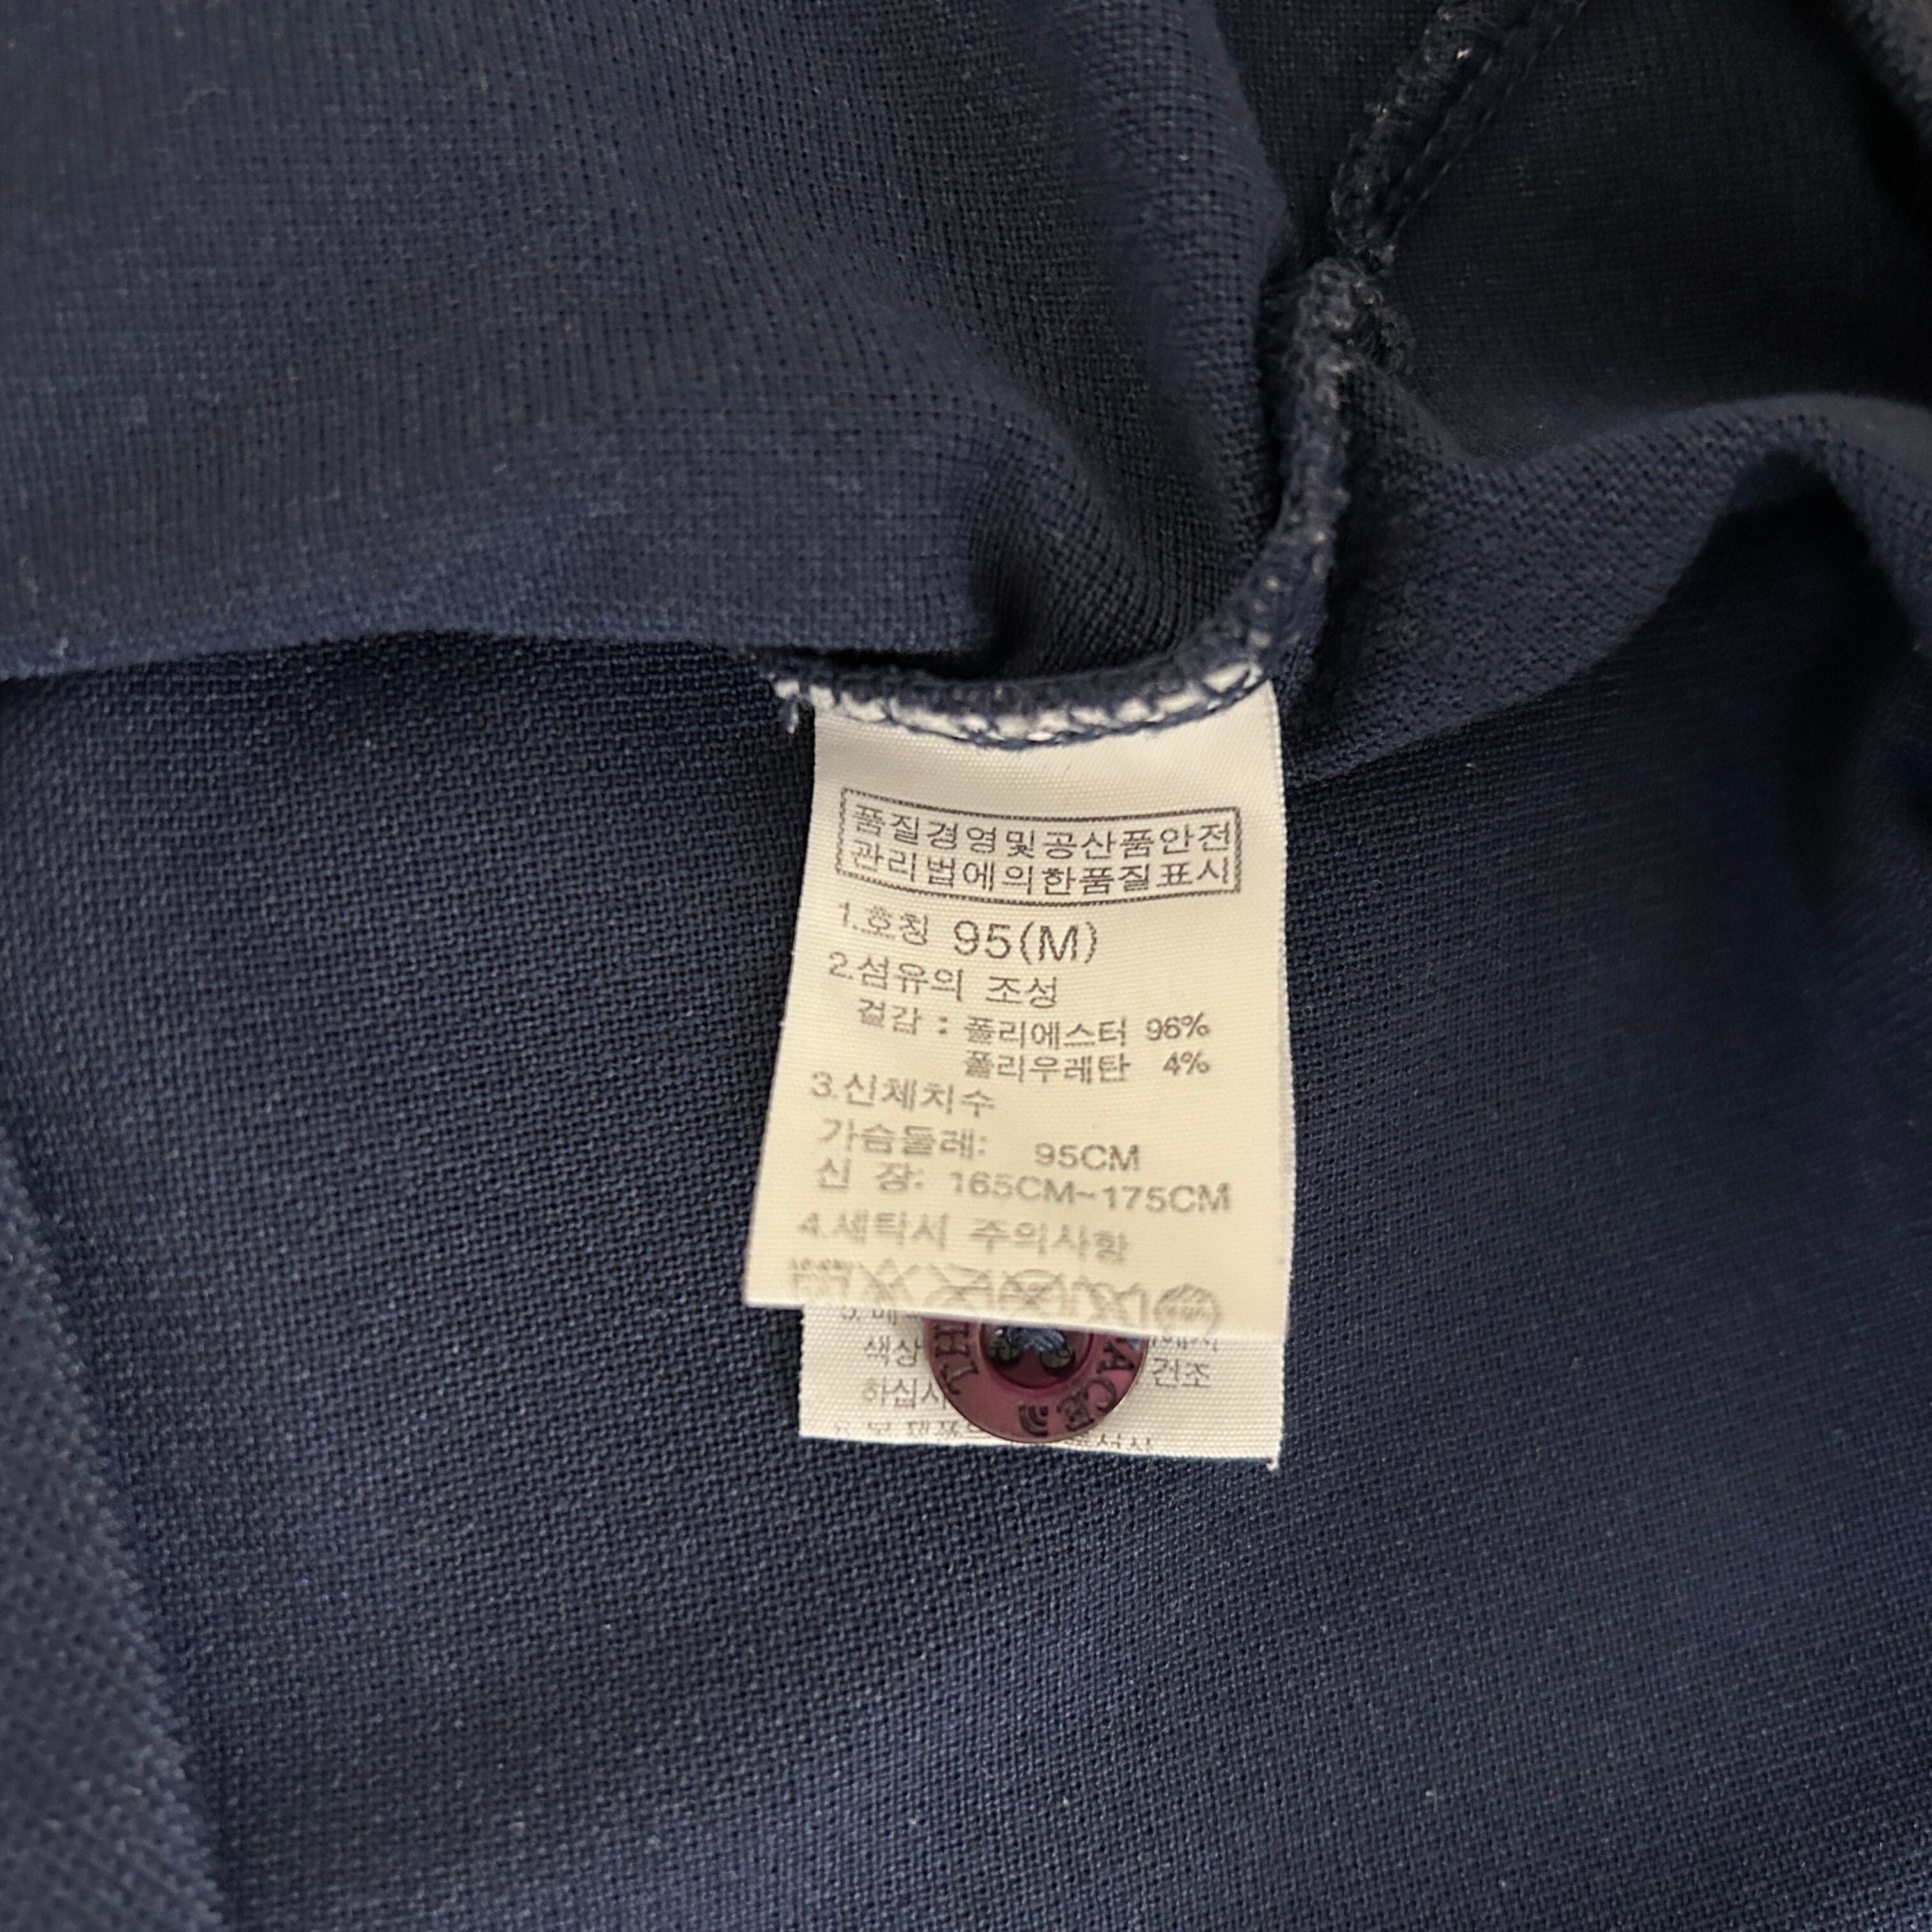 품질경영및공산품안전
관리법에의한품질표시
1.호칭 95(M)
2.섬유의 조성
겉감 : 폴리에스터 96%
폴리우레탄 4%
3.신체치수
가슴둘레: 95CM
신 장: 165CM~175CM
4.세탁시 주의사항
색상 건조
하십시
TH ACE